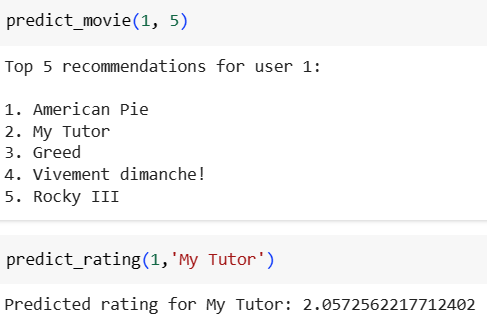 predict_movie(1, 5)
Top 5 recommendations for user 1:
1. American Pie
2. My Tutor
3. Greed
4. Vivement dimanche!
5. Rocky III
predict_rating(1,'My Tutor')
Predicted rating for My Tutor: 2.0572562217712402